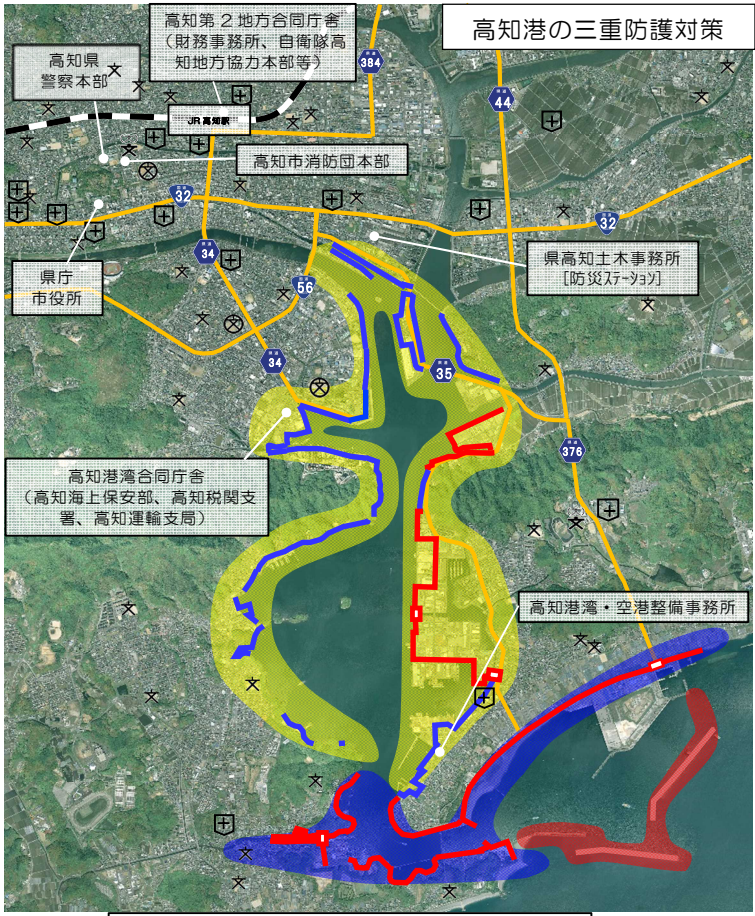 高知港の三重防護対策
高知第2地方合同庁舎
（財務事務所、自衛隊高
知地方協力本部等）
384
44
高知県
警察本部
JR高知駅
高知市消防団本部
32
32
34
県庁
市役所
県高知土木事務所
[防災ステーション]
56
34
35
376
高知港湾合同庁舎
（高知海上保安部、高知税関支
署、高知運輸支局）
高知港湾・空港整備事務所